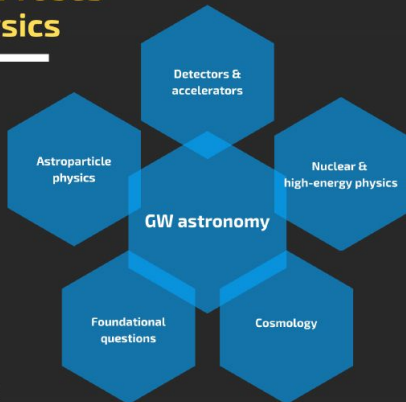 sics
Detectors &
accelerators
Astroparticle
physics
Nuclear &
high-energy physics
GW astronomy
Foundational
questions
Cosmology